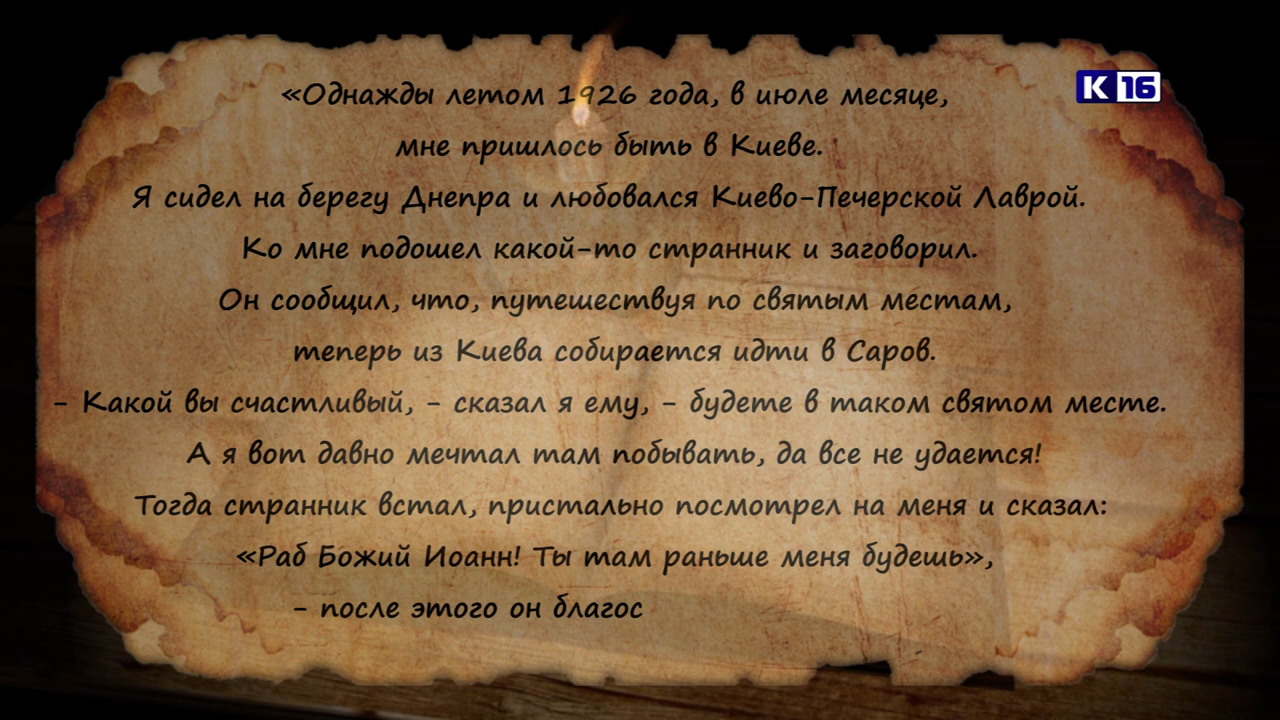 «Однажды летом 1926 года, в июле месяце,
К 16
мне пришлось быть в Киеве.
Я сидел на берегу Днепра и любовался Киево-Печерской Лаврой.
Ко мне подошел какой-то странник и заговорил.
Он сообщил, что, путешествуя по святым местам,
теперь из Киева собирается идти в Саров.
- Какой вы счастливый, - сказал я ему, - будете в таком святом месте.
А я вот давно мечтал там побывать, да все не удается!
Тогда странник встал, пристально посмотрел на меня и сказал:
«Раб Божий Иоанн! Ты там раньше меня будешь»,
- после этого он благос